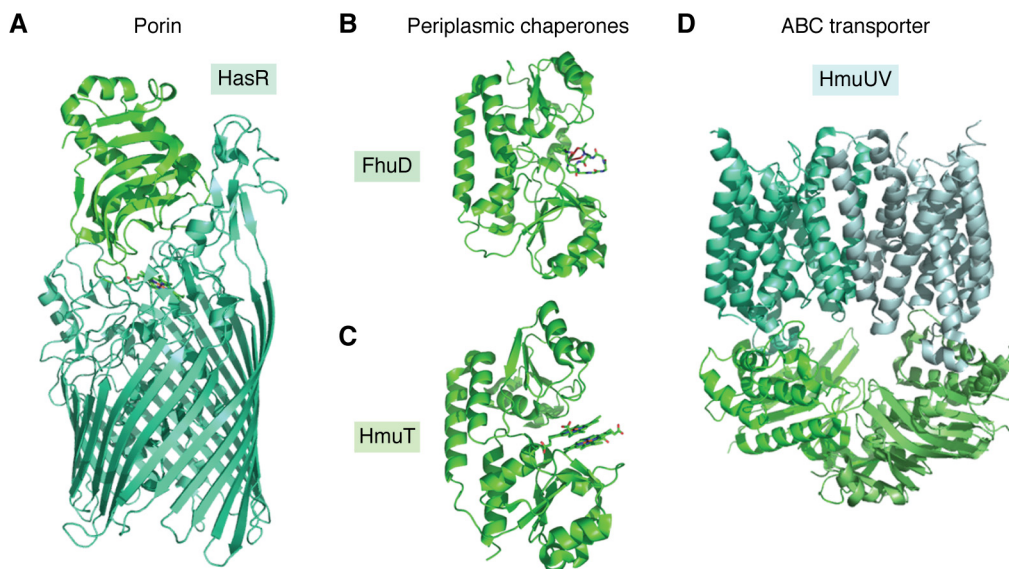 A
Porin
HasR
B
Periplasmic chaperones
FhuD
C
HmuT
D
ABC transporter
HmuUV